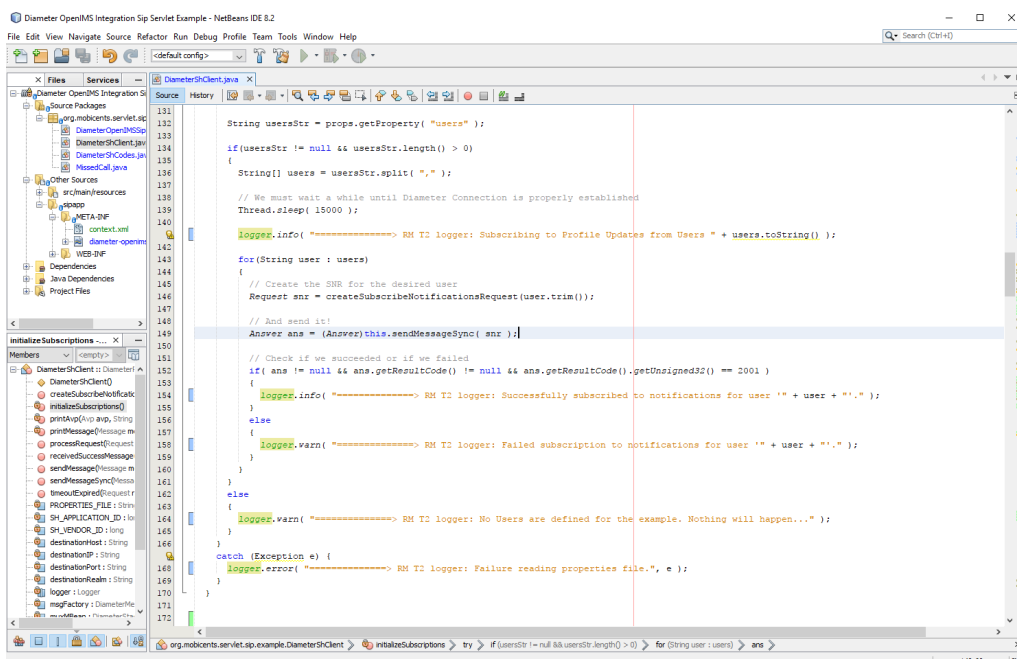 Diameter OpenIMS Integration Sip Servlet Example - NetBeans IDE 8.2
File Edit View Navigate Source Refactor Run Debug Profile Team Tools Window Help
Search (Ctrl+I)
<default config>
Files Services
DiameterShClient.java
Diameter OpenIMS Integration Si
Source Packages
org.mobicents.servlet.sip
DiameterOpenIMSSip
DiameterShClient.jav
DiameterShCodes.jav
MissedCall.java
Other Sources
src/main/resources
sipapp
META-INF
context.xml
diameter-openims
WEB-INF
Dependencies
Java Dependencies
Project Files
initializeSubscriptions -...
Members <empty>
DiameterShClient :: Diameter
DiameterShClient()
createSubscribeNotificatio
initializeSubscriptions()
printAvp(Avp avp, String
printMessage(Message m
processRequest(Request
receivedSuccessMessage
sendMessage(Message m
sendMessageSync(Messa
timeoutExpired(Request r
PROPERTIES_FILE : Strin
SH_APPLICATION_ID : lo
SH_VENDOR_ID : long
destinationHost : String
destinationIP : String
destinationPort : String
destinationRealm : String
logger : Logger
msgFactory : DiameterMe
Source History
131
132 String usersStr = props.getProperty( "users" );
133
134 if(usersStr != null && usersStr.length() > 0)
135 {
136 String[] users = usersStr.split( "," );
137
138 // We must wait a while until Diameter Connection is properly established
139 Thread.sleep( 15000 );
140
logger.info( "==============> RM T2 logger: Subscribing to Profile Updates from Users " + users.toString() );
142
143 for(String user : users)
144 {
145 // Create the SNR for the desired user
146 Request snr = createSubscribeNotificationsRequest(user.trim());
147
148 // And send it!
149 Answer ans = (Answer)this.sendMessageSync( snr );
150
151 // Check if we succeeded or if we failed
152 if( ans != null && ans.getResultCode() != null && ans.getResultCode().getUnsigned32() == 2001 )
153 {
154 logger.info( "==============> RM T2 logger: Successfully subscribed to notifications for user '" + user + "'." );
155 }
156 else
157 {
158 logger.warn( "==============> RM T2 logger: Failed subscription to notifications for user '" + user + "'." );
159 }
160 }
161 }
162 else
163 {
164 logger.warn( "==============> RM T2 logger: No Users are defined for the example. Nothing will happen..." );
165 }
166 }
catch (Exception e) {
168 logger.error( "==============> RM T2 logger: Failure reading properties file.", e );
169 }
170 }
171
172
org.mobicents.servlet.sip.example.DiameterShClient initializeSubscriptions try if (usersStr != null && usersStr.length() > 0) for (String user : users) ans